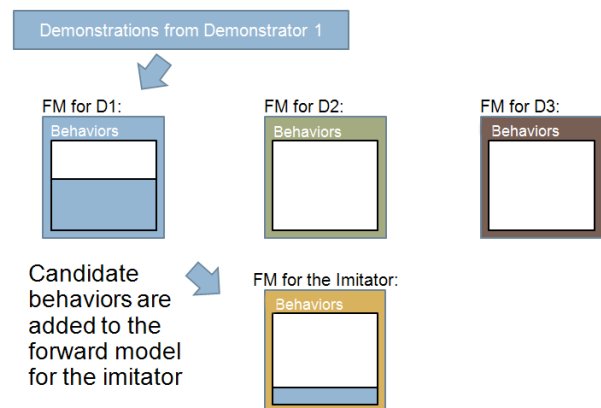 Demonstrations from Demonstrator 1
FM for D1:
FM for D2:
FM for D3:
Behaviors
Behaviors
Behaviors
Candidate
behaviors are
added to the
forward model
for the imitator
FM for the Imitator:
Behaviors